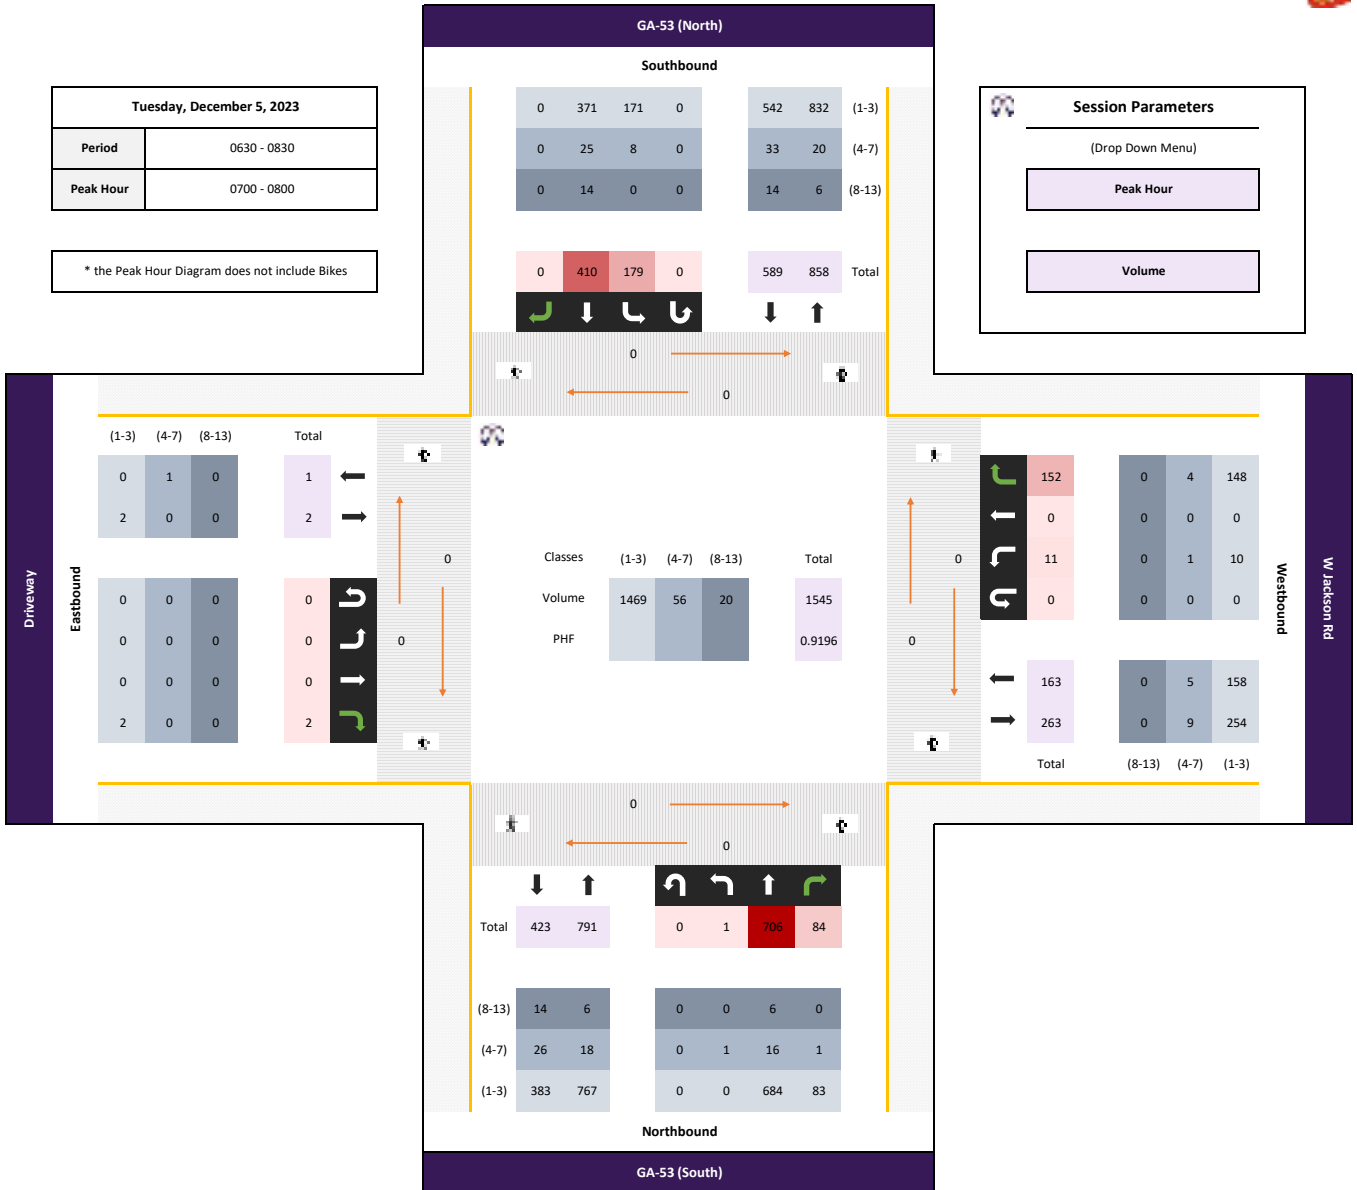 GA-53 (North)
Southbound
Tuesday, December 5, 2023
Period 0630 - 0830
Peak Hour 0700 - 0800
* the Peak Hour Diagram does not include Bikes
Session Parameters
(Drop Down Menu)
Peak Hour
Volume
0 371 171 0 542 832 (1-3)
0 25 8 0 33 20 (4-7)
0 14 0 0 14 6 (8-13)
0 410 179 0 589 858 Total
0
0
Driveway
Eastbound
(1-3) (4-7) (8-13) Total
0 1 0 1
2 0 0 2
0 0 0 0
0 0 0 0
0 0 0 0
2 0 0 2
0
0
Classes (1-3) (4-7) (8-13) Total
Volume 1469 56 20 1545
PHF 0.9196
0
0
152 0 4 148
0 0 0 0
11 0 1 10
0 0 0 0
163 0 5 158
263 0 9 254
Total (8-13) (4-7) (1-3)
Westbound
W Jackson Rd
0
0
Total 423 791 0 1 706 84
(8-13) 14 6 0 0 6 0
(4-7) 26 18 0 1 16 1
(1-3) 383 767 0 0 684 83
Northbound
GA-53 (South)